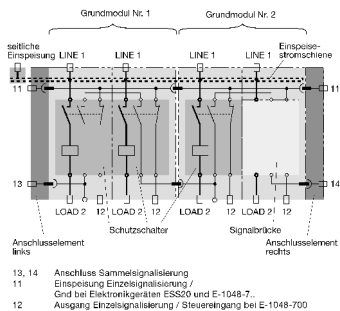 Grundmodul Nr. 1 Grundmodul Nr. 2
seitliche
Einspeisung LINE 1 LINE 1 LINE 1 LINE 1 Einspeise-
stromschiene
11 11
13 14
LOAD 2 12 LOAD 2 12 LOAD 2 12 LOAD 2 12
Anschlusselement
links
Schutzschalter Signalbrücke
Anschlusselement
rechts
13, 14 Anschluss Sammelsignalisierung
11 Einspeisung Einzelsignalisierung /
Gnd bei Elektronikgeräten ESS20 und E-1048-7..
12 Ausgang Einzelsignalisierung / Steuereingang bei E-1048-700